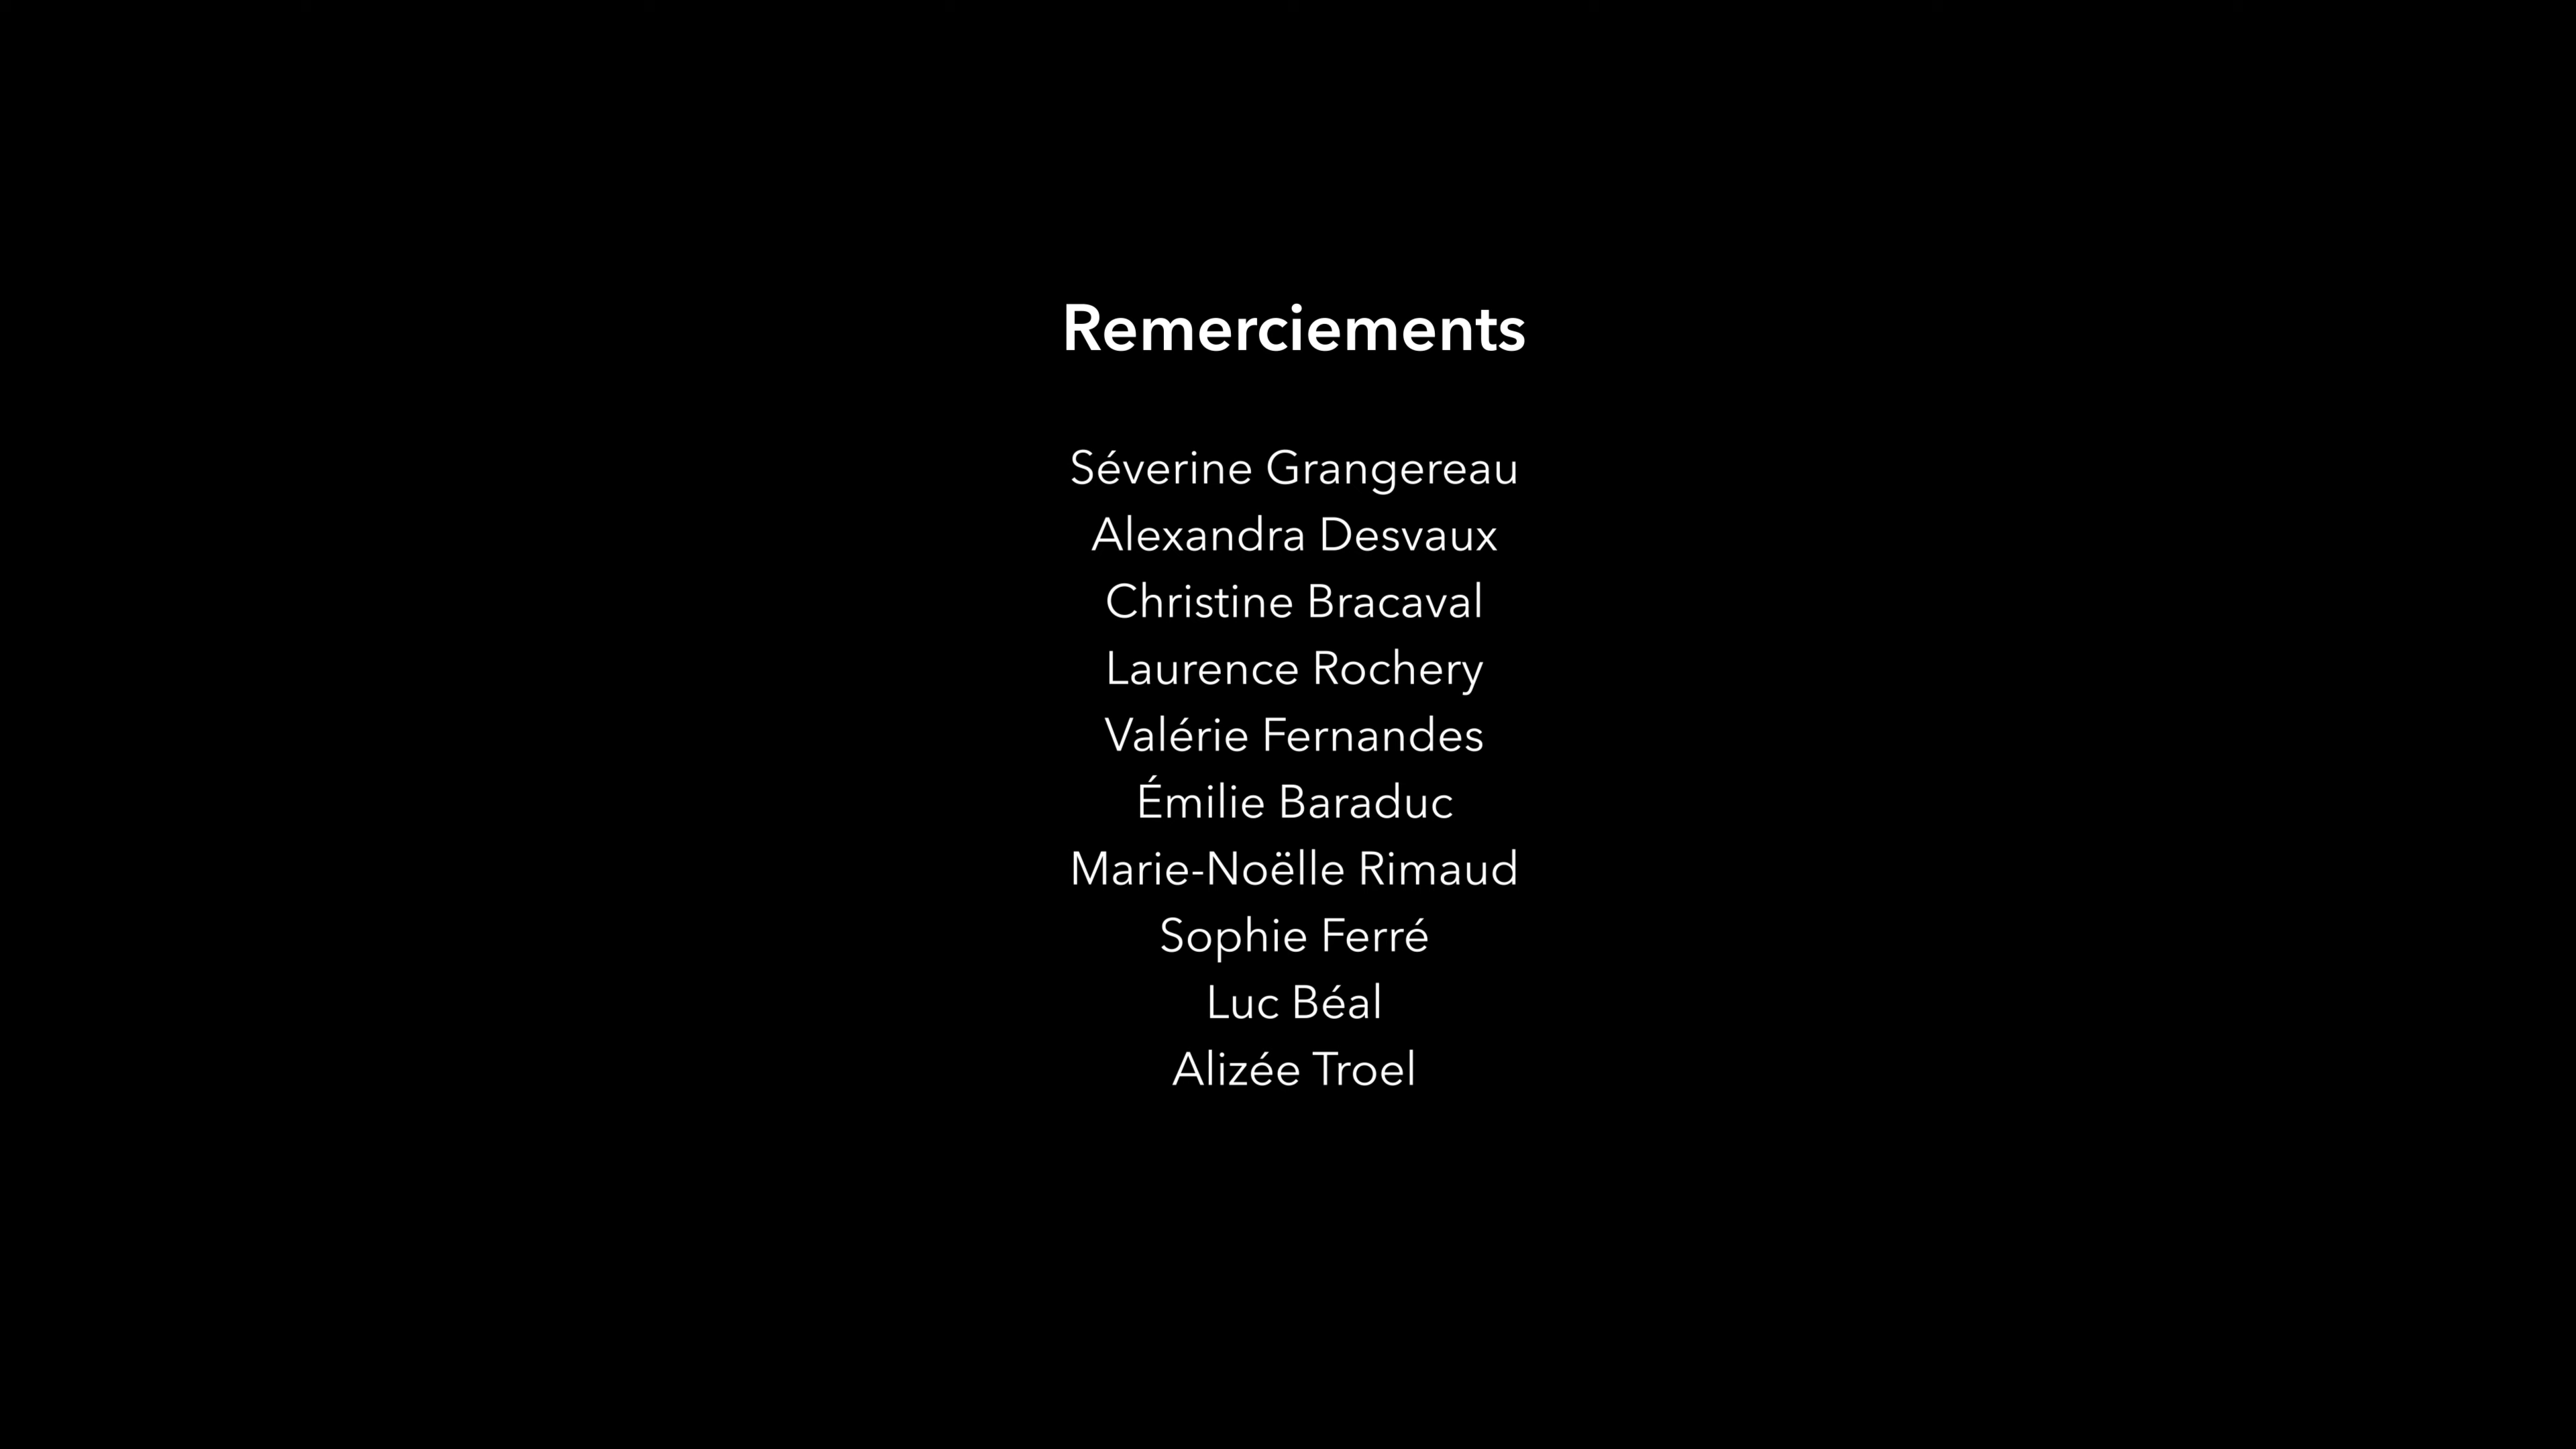 Remerciements
Séverine Grangereau
Alexandra Desvaux
Christine Bracaval
Laurence Rochery
Valérie Fernandes
Émilie Baraduc
Marie-Noëlle Rimaud
Sophie Ferré
Luc Béal
Alizée Troel